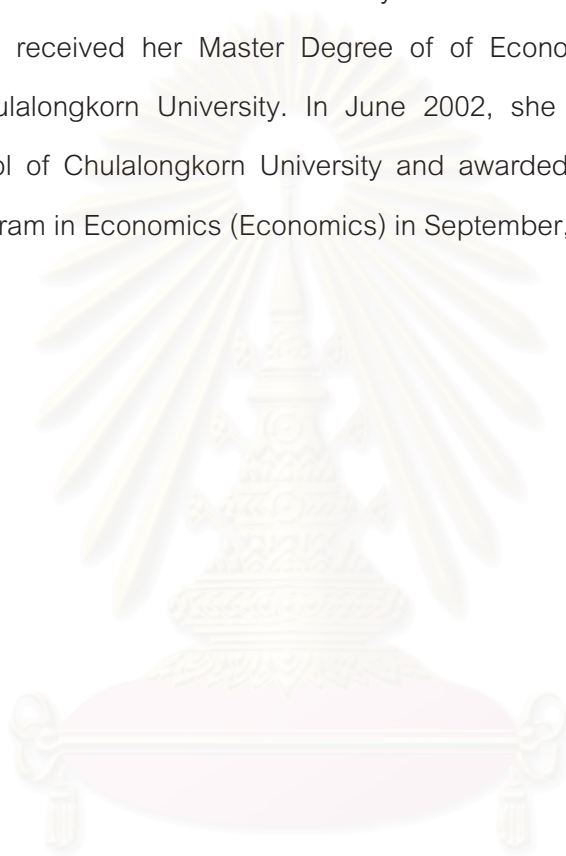 received her Master Degree of of Econo
ulalongkorn University. In June 2002, she
ol of Chulalongkorn University and awarded
ram in Economics (Economics) in September,